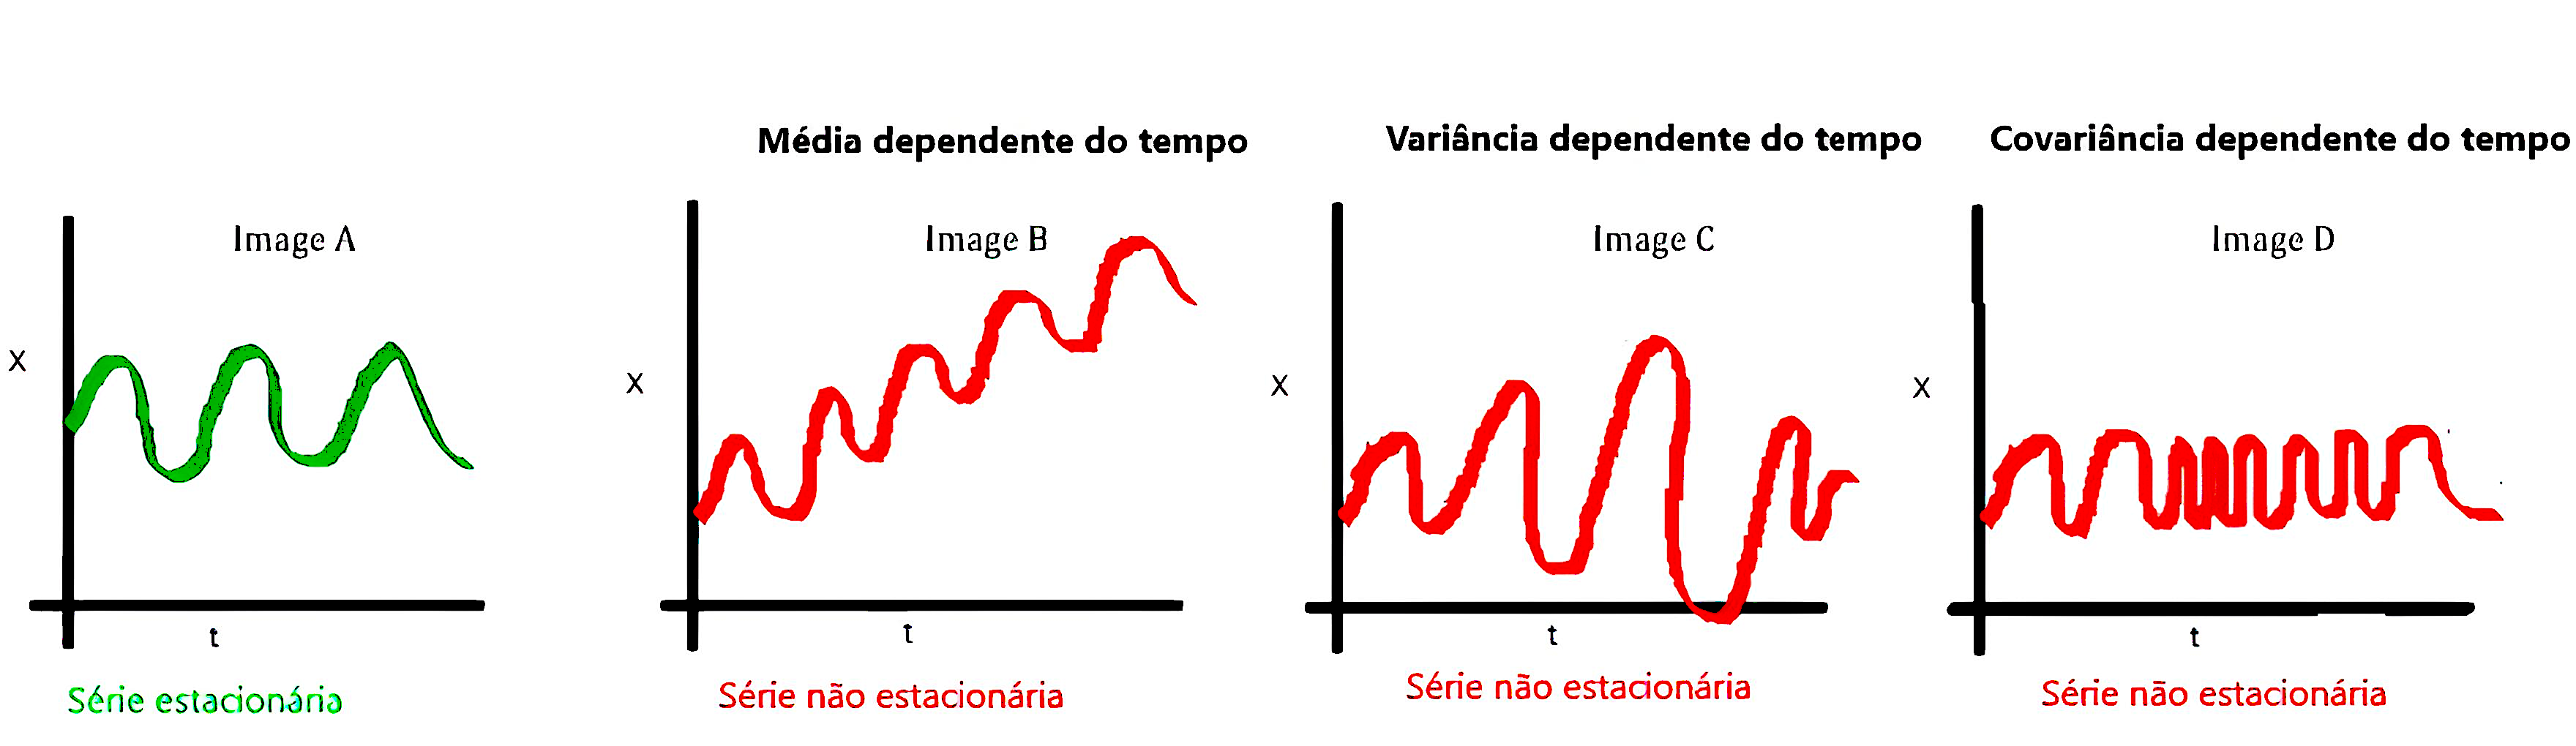 Média dependente do tempo
Variância dependente do tempo
Covariância dependente do tempo
Image A
Image B
Image C
Image D
X
X
X
X
t
t
t
t
Série estacionária
Série não estacionária
Série não estacionária
Série não estacionária